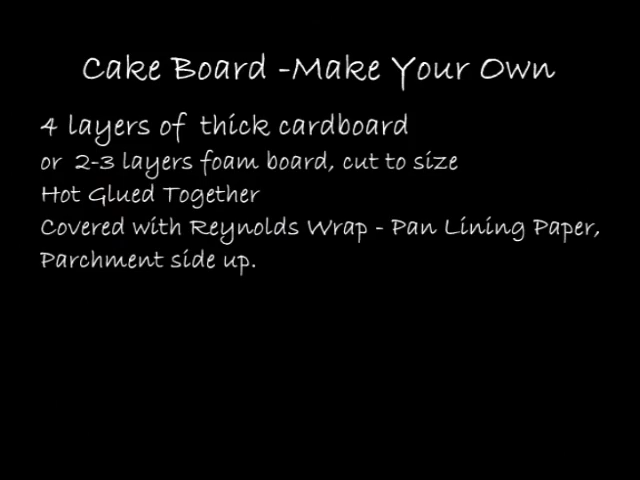 Cake Board -Make Your Own
4 layers of thick cardboard
or 2-3 layers foam board, cut to size
Hot Glued Together
Covered with Reynolds Wrap - Pan Lining Paper,
Parchment side up.